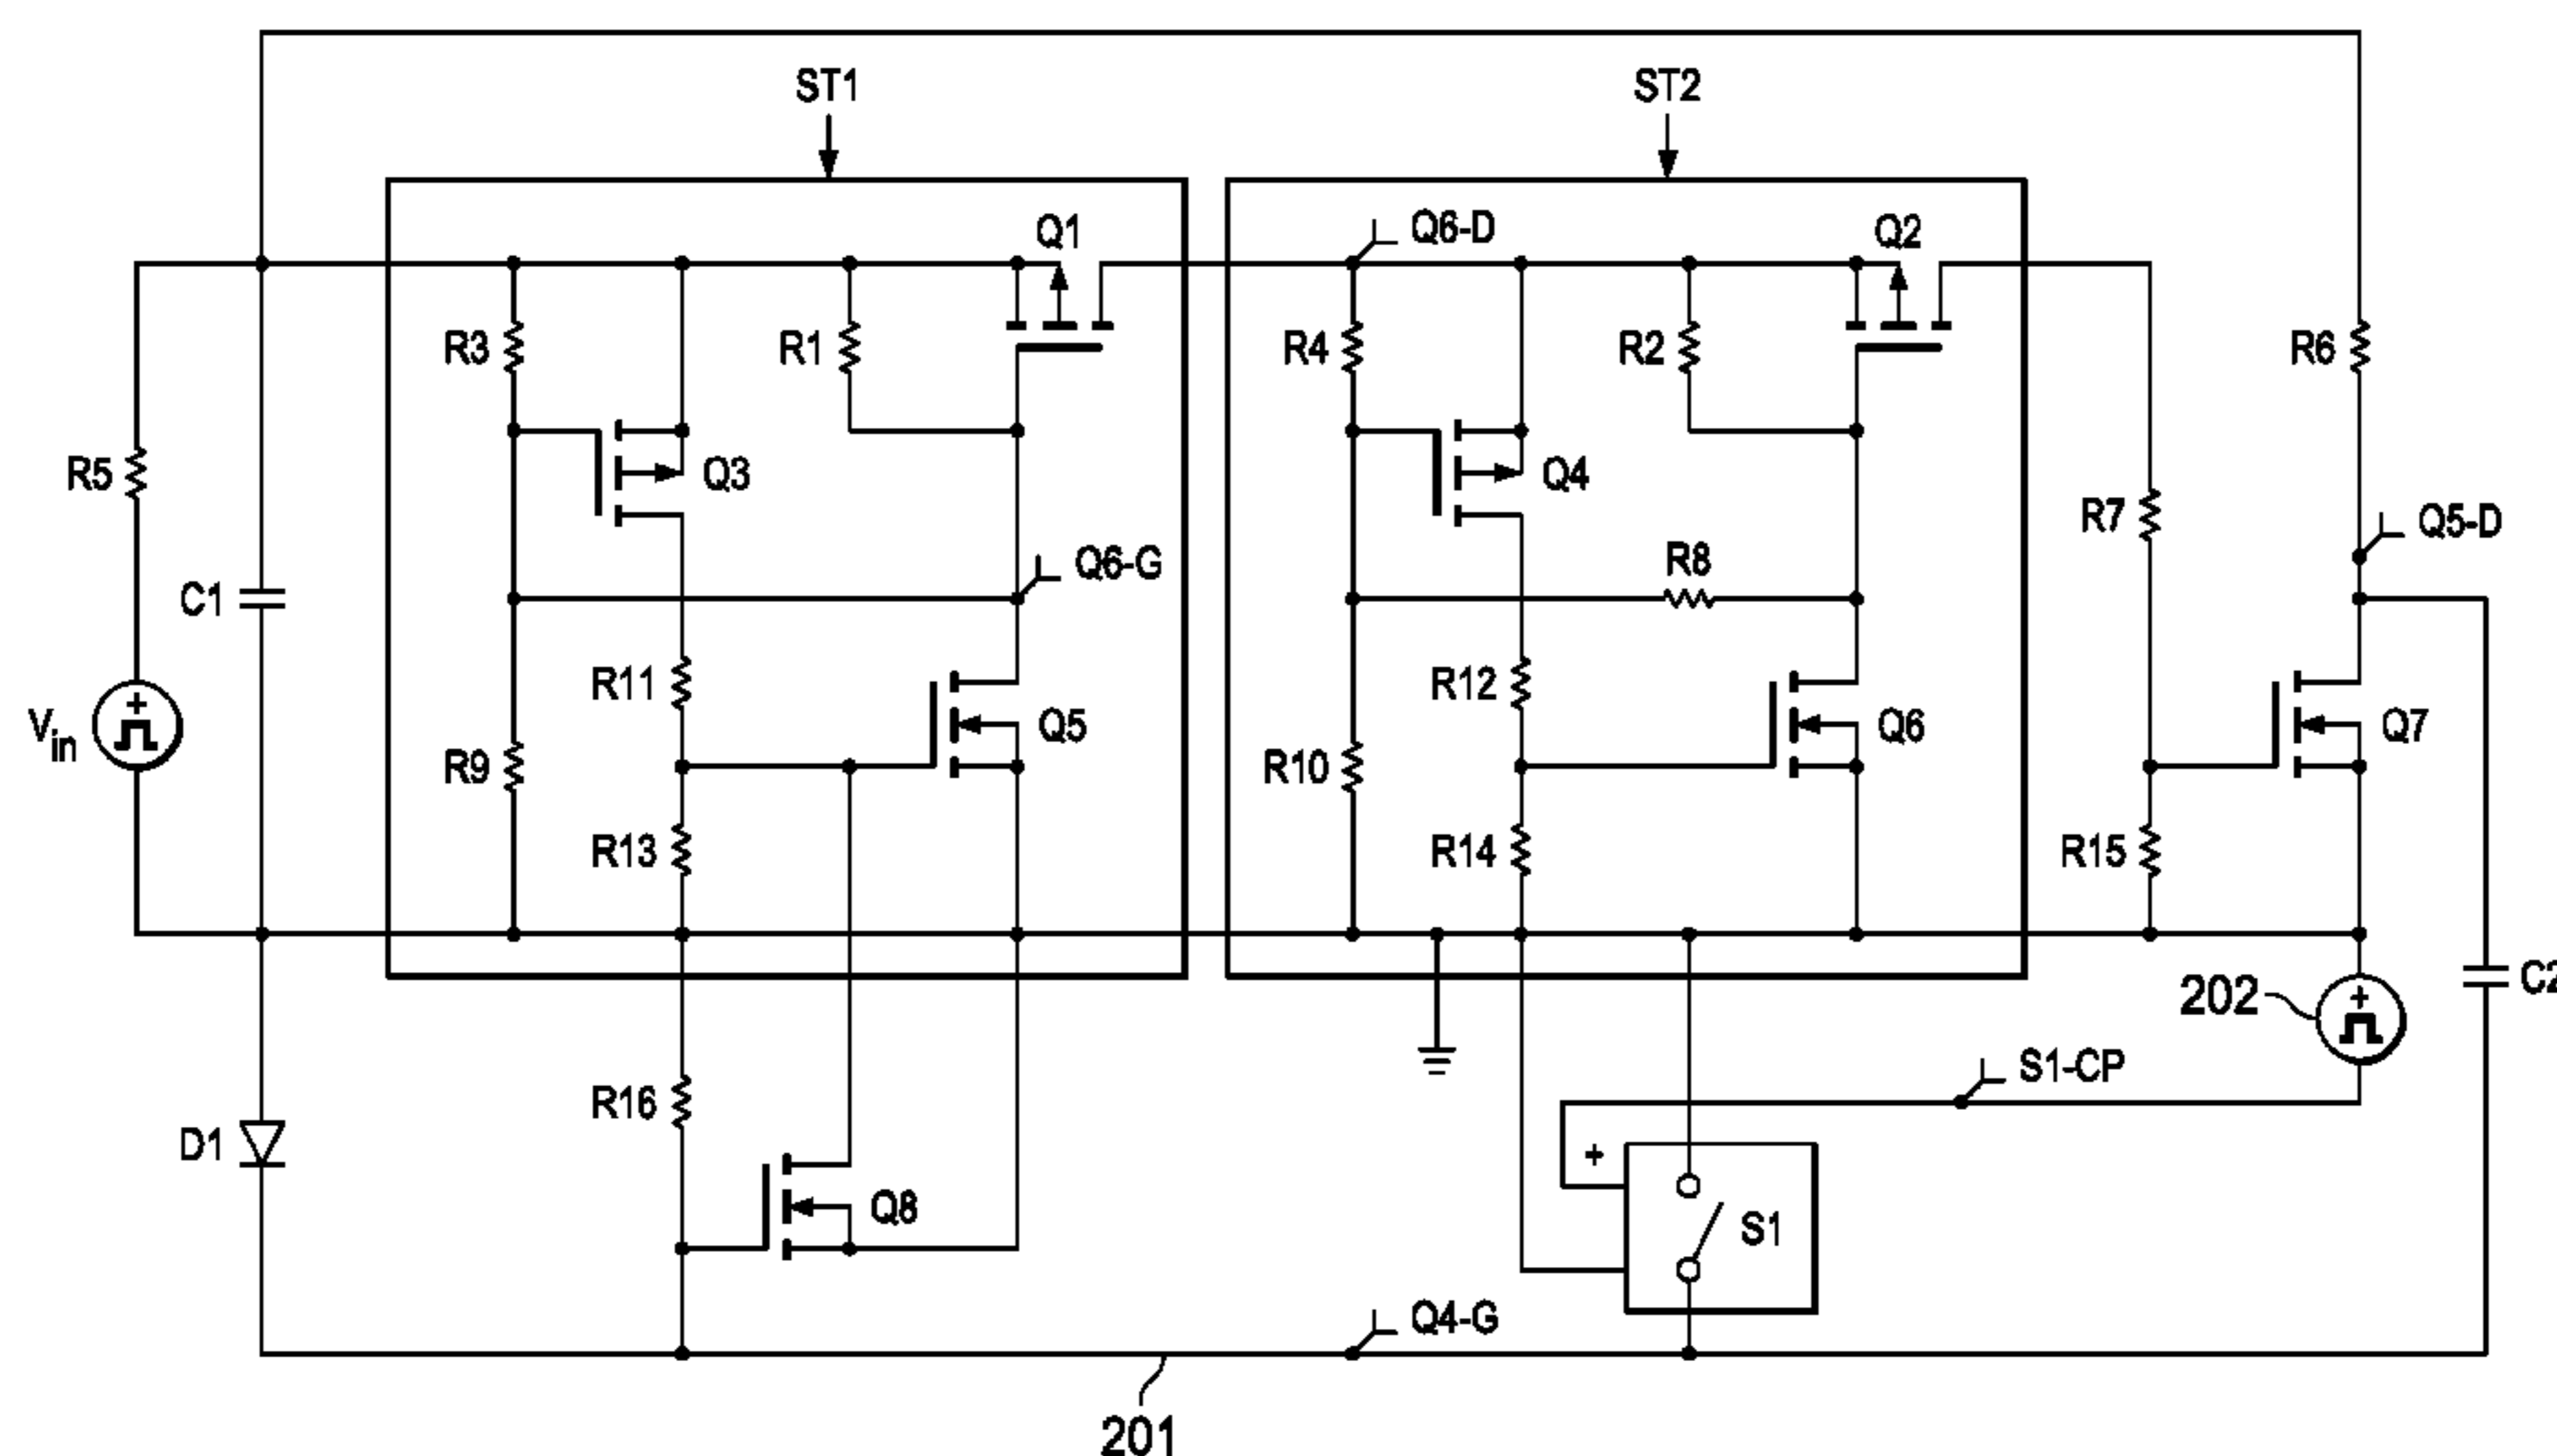 ST1
ST2
Q1
Q6-D
Q2
R3
R1
R4
R2
R6
R5
Q3
Q4
R7
Q5-D
C1
Q6-G
R8
R11
R12
Vin
+
Q5
Q6
Q7
R9
R10
R13
R14
R15
202
+
C2
R16
S1-CP
D1
+
Q8
S1
Q4-G
201